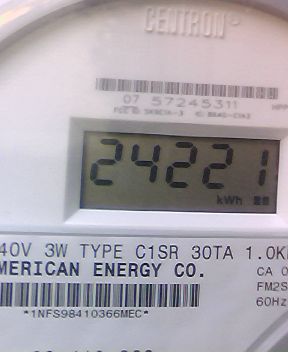 CENTRON
07 57245311
24221
kWh
40V 3W TYPE C1SR 30TA 1.0K
MERICAN ENERGY CO.
CA 0
FM2S
60Hz
*1NFS98410366MEC*